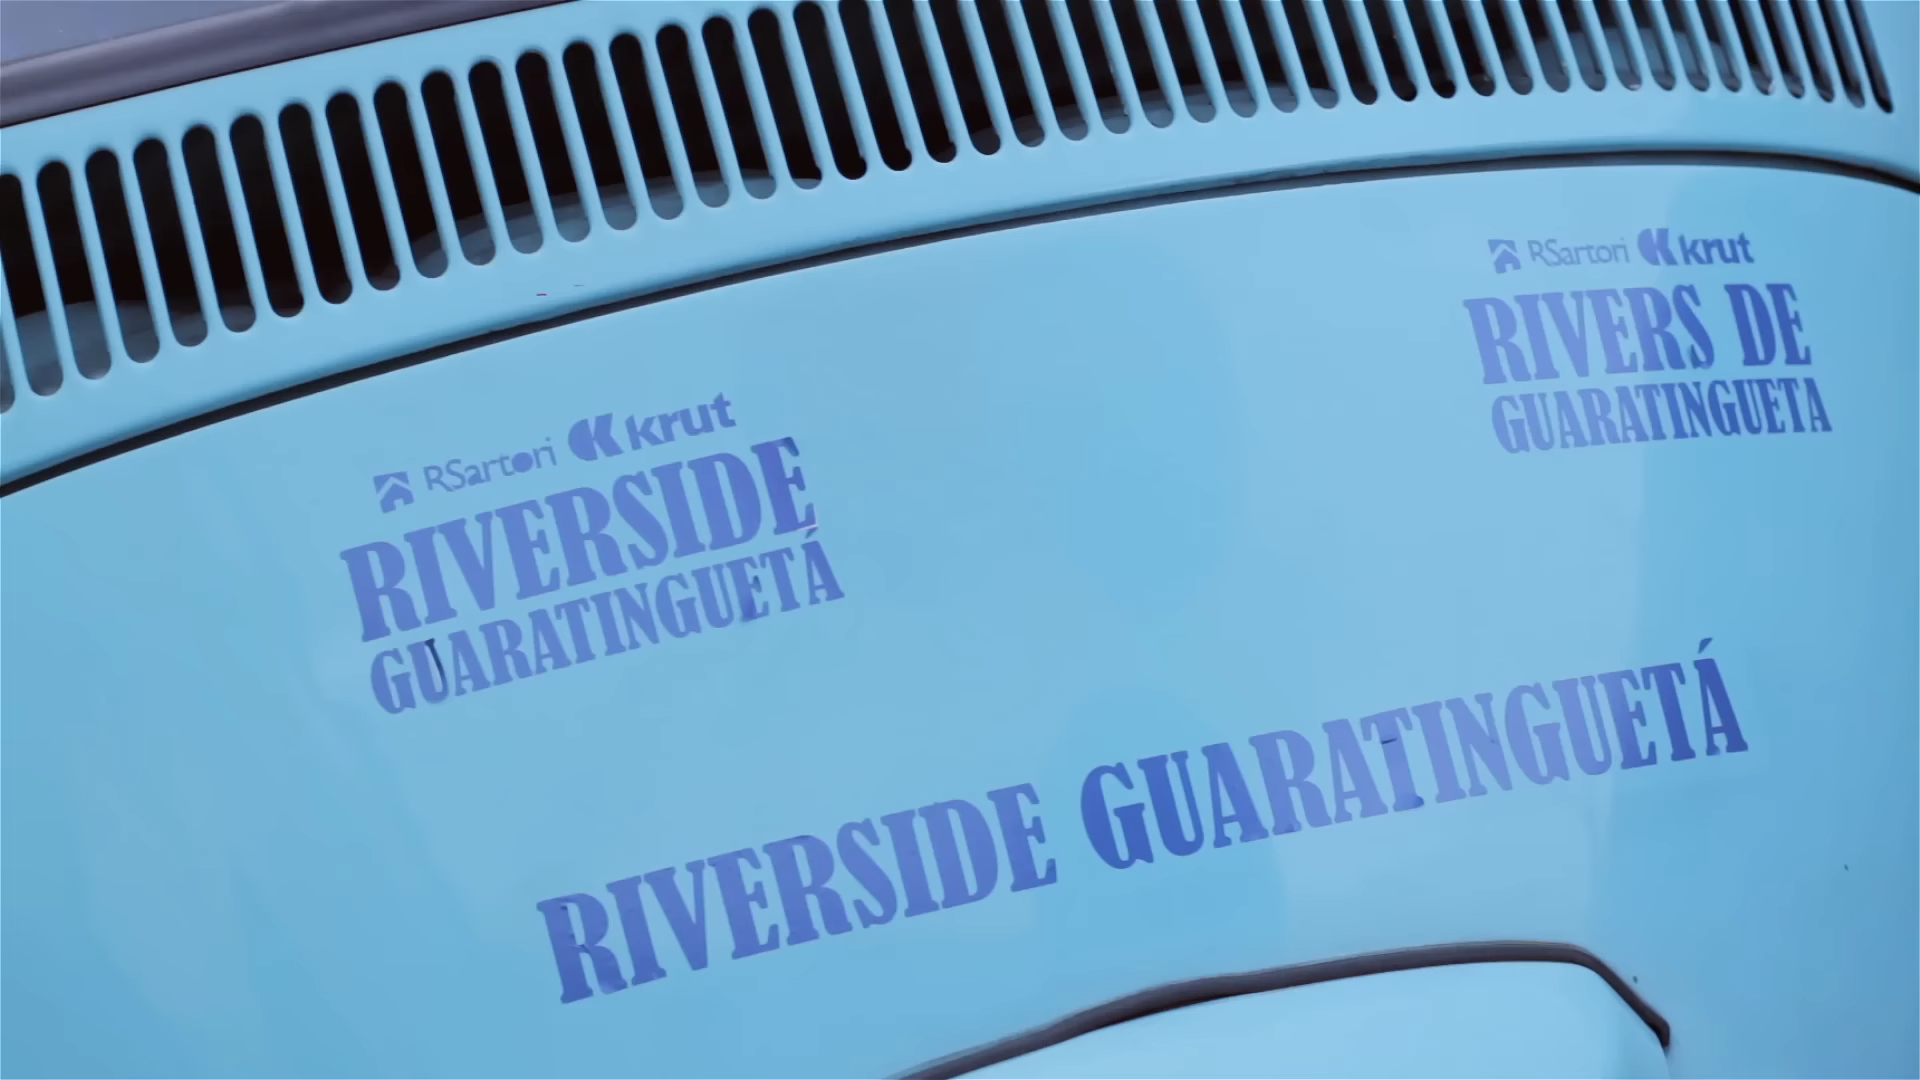 RSartori krut
RIVERSIDE
GUARATINGUETÁ
RSartori krut
RIVERS DE
GUARATINGUETA
RIVERSIDE GUARATINGUETÁ